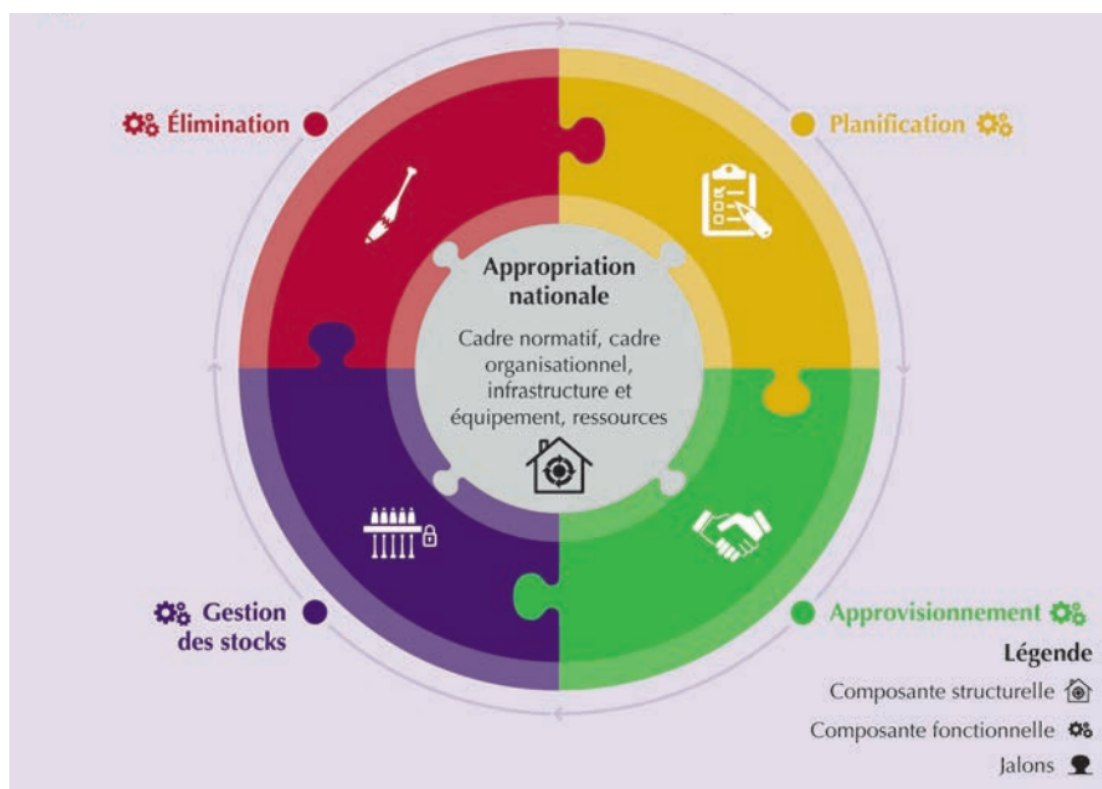 Élimination
Planification
Appropriation
nationale
Cadre normatif, cadre
organisationnel,
infrastructure et
équipement, ressources
Gestion
des stocks
Approvisionnement
Légende
Composante structurelle
Composante fonctionnelle
Jalons